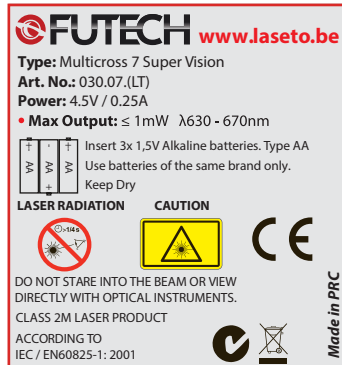 FUTECH www.laseto.be
Type: Multicross 7 Super Vision
Art. No.: 030.07.(LT)
Power: 4.5V / 0.25A
• Max Output: ≤ 1mW λ630 - 670nm
+ - +
AA AA AA
- + -
Insert 3x 1,5V Alkaline batteries. Type AA
Use batteries of the same brand only.
Keep Dry
LASER RADIATION CAUTION
>1/4 s
CE
DO NOT STARE INTO THE BEAM OR VIEW
DIRECTLY WITH OPTICAL INSTRUMENTS.
CLASS 2M LASER PRODUCT
ACCORDING TO
IEC / EN60825-1: 2001
Made in PRC